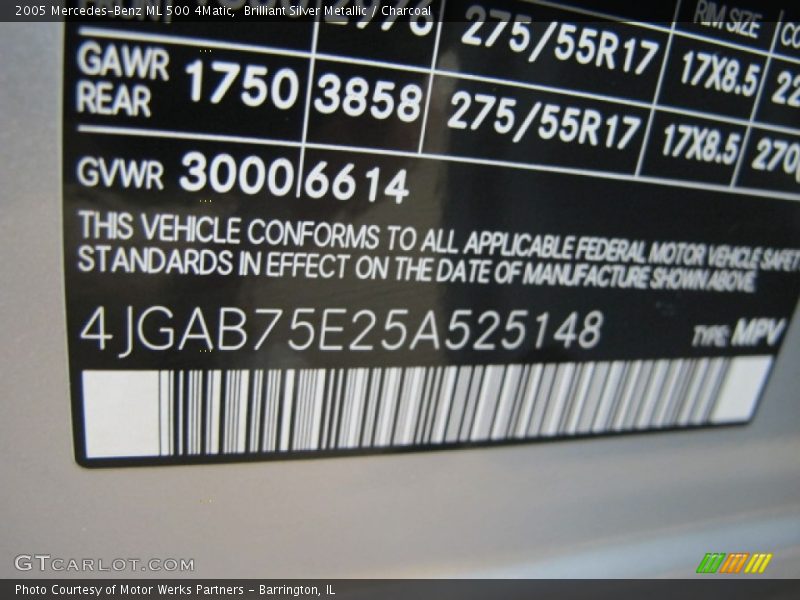 2005 Mercedes-Benz ML 500 4Matic, Brilliant Silver Metallic / Charcoal
275/55R17
RIM SIZE
17X8.5
GAWR REAR 1750 3858 275/55R17 17X8.5
GVWR 3000 6614
THIS VEHICLE CONFORMS TO ALL APPLICABLE FEDERAL MOTOR VEHICLE SAFETY
STANDARDS IN EFFECT ON THE DATE OF MANUFACTURE SHOWN ABOVE.
4JGAB75E25A525148 TYPE: MPV
GTCARLOT.COM
Photo Courtesy of Motor Werks Partners - Barrington, IL